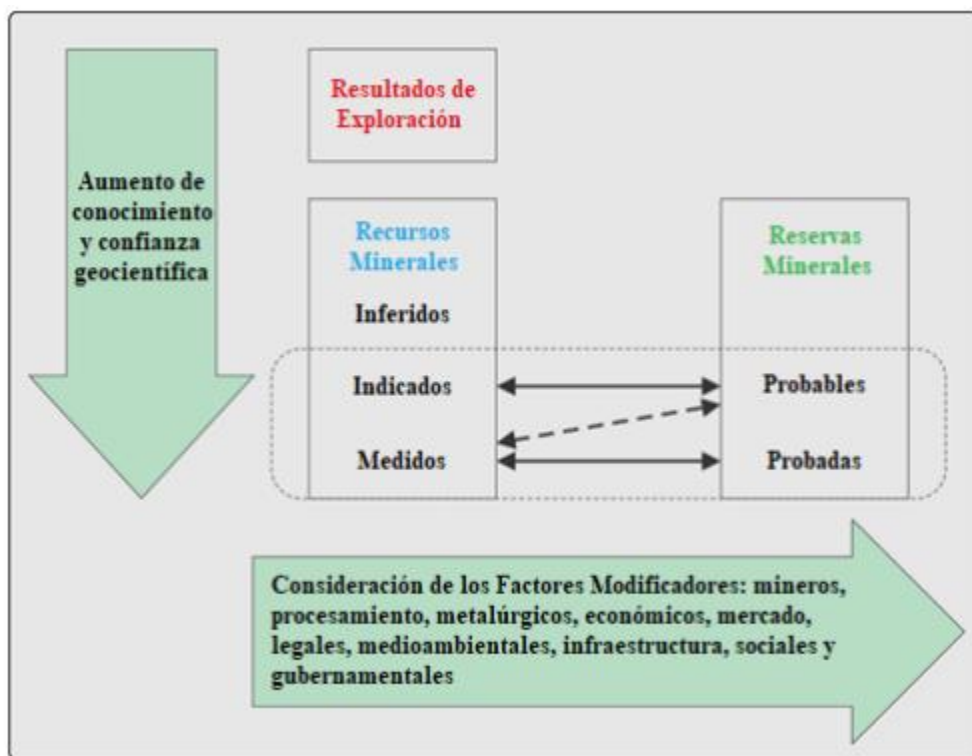 Resultados de
Exploración
Aumento de
conocimiento
y confianza
geocientífica
Recursos
Minerales
Inferidos
Indicados
Medidos
Reservas
Minerales
Probables
Probadas
Consideración de los Factores Modificadores: mineros,
procesamiento, metalúrgicos, económicos, mercado,
legales, medioambientales, infraestructura, sociales y
gubernamentales